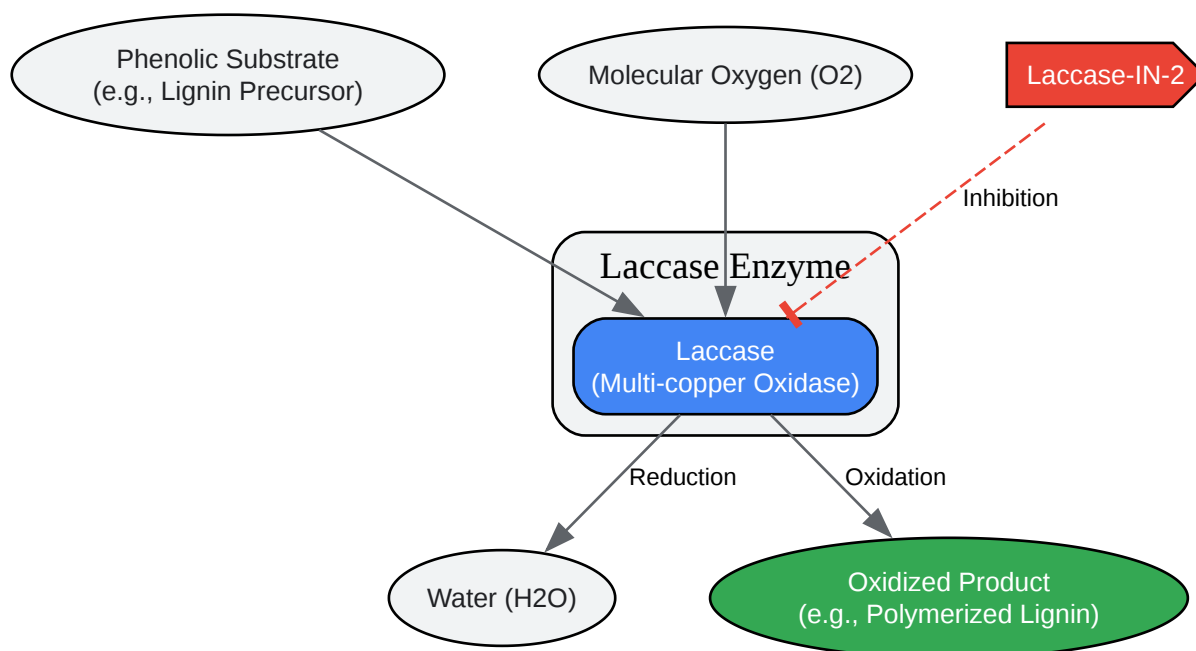 Phenolic Substrate
(e.g., Lignin Precursor)
Molecular Oxygen (O2)
Laccase-IN-2
Inhibition
Laccase Enzyme
Laccase
(Multi-copper Oxidase)
Reduction
Oxidation
Water (H2O)
Oxidized Product
(e.g., Polymerized Lignin)